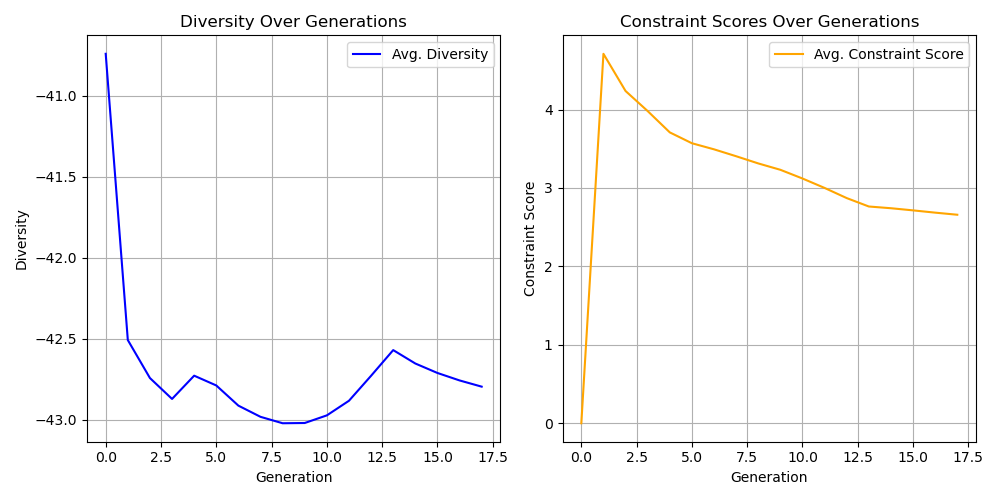 Diversity Over Generations
Avg. Diversity
−41.0
−41.5
−42.0
−42.5
−43.0
Diversity
0.0 2.5 5.0 7.5 10.0 12.5 15.0 17.5
Generation
Constraint Scores Over Generations
Avg. Constraint Score
4
3
2
1
0
Constraint Score
0.0 2.5 5.0 7.5 10.0 12.5 15.0 17.5
Generation